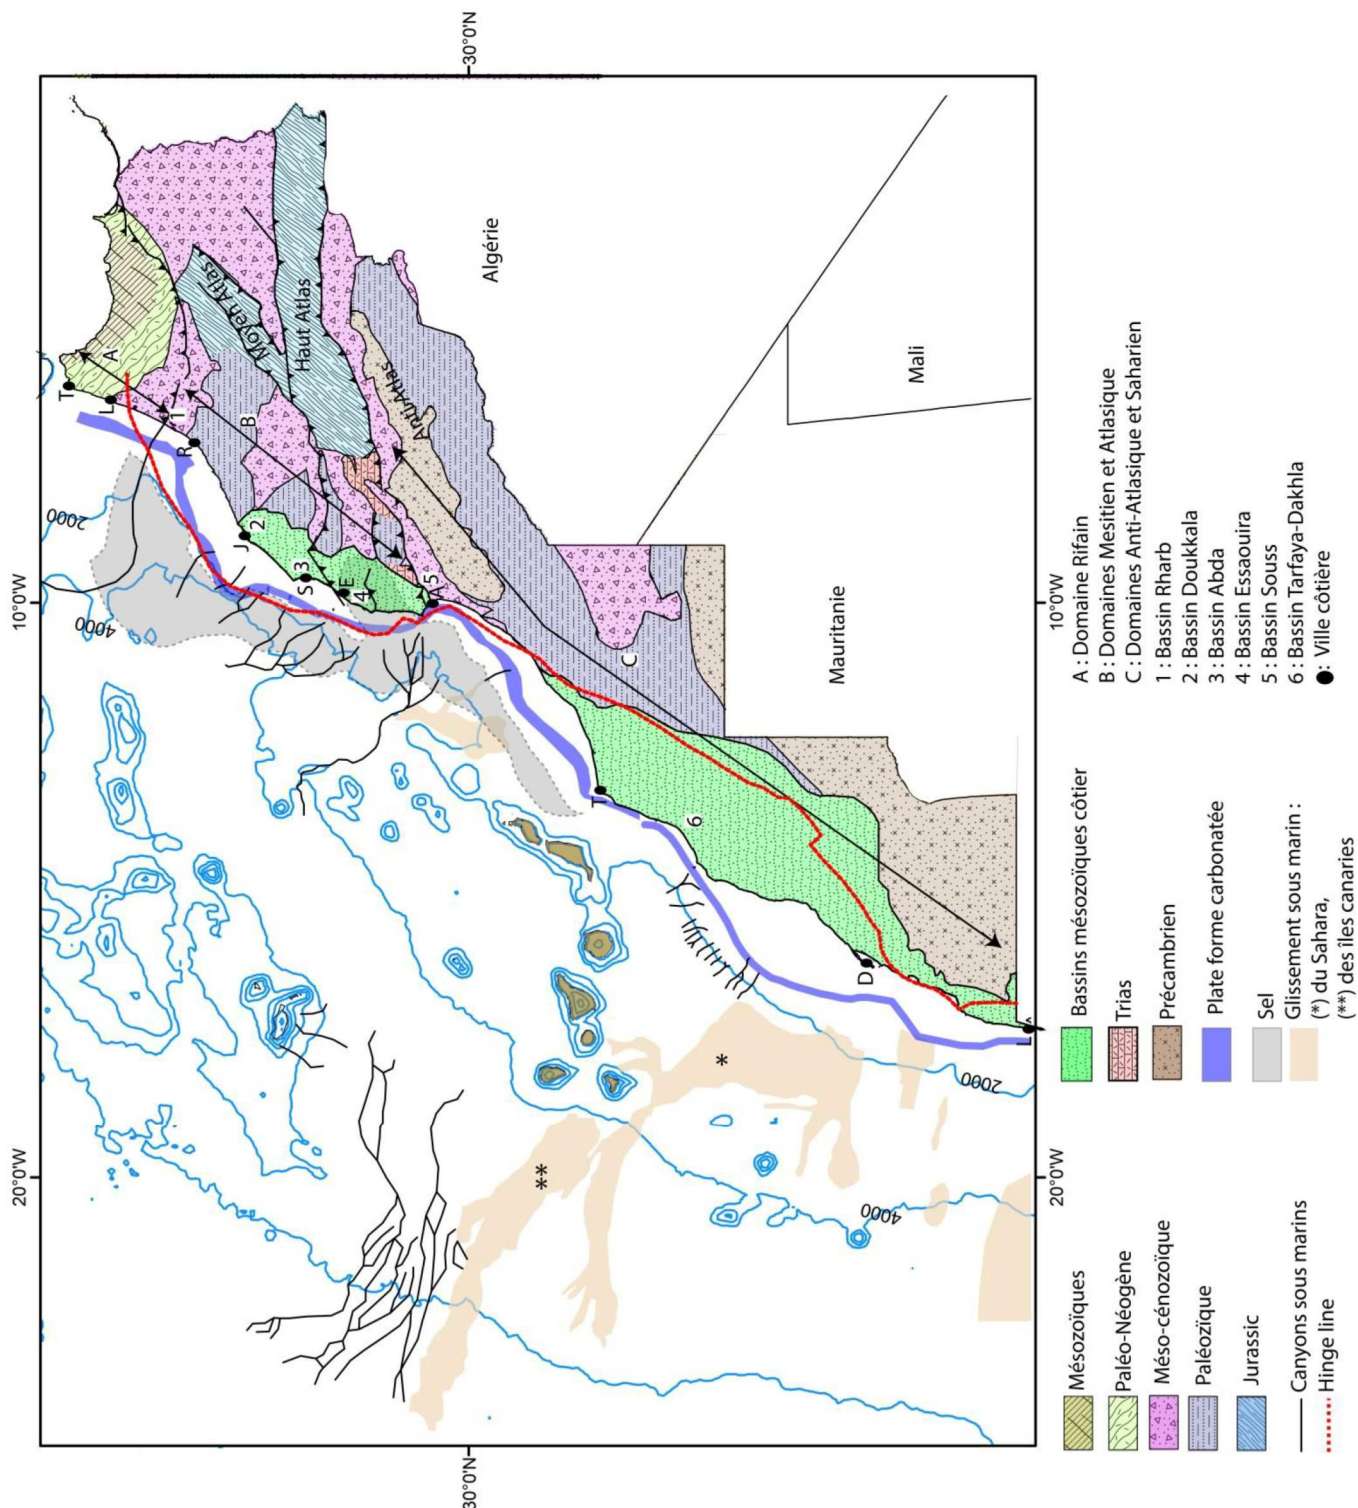 20°0'W
10°0'W
30°0'N
30°0'N
20°0'W
10°0'W
2000
4000
4000
2000
T
L
R
J
S
E
A
T
D
L
A
B
C
1
2
3
4
5
6
*
**
Moyen Atlas
Haut Atlas
Anti Atlas
Algérie
Mali
Mauritanie
Mésozoïques
Paléo-Néogène
Méso-cénozoïque
Paléozïque
Jurassic
Canyons sous marins
Hinge line
Bassins mésozoïques côtier
Trias
Précambrien
Plate forme carbonatée
Sel
Glissement sous marin :
(*) du Sahara,
(**) des îles canaries
A : Domaine Rifain
B : Domaines Mesitien et Atlasique
C : Domaines Anti-Atlasique et Saharien
1 : Bassin Rharb
2 : Bassin Doukkala
3 : Bassin Abda
4 : Bassin Essaouira
5 : Bassin Souss
6 : Bassin Tarfaya-Dakhla
: Ville côtière